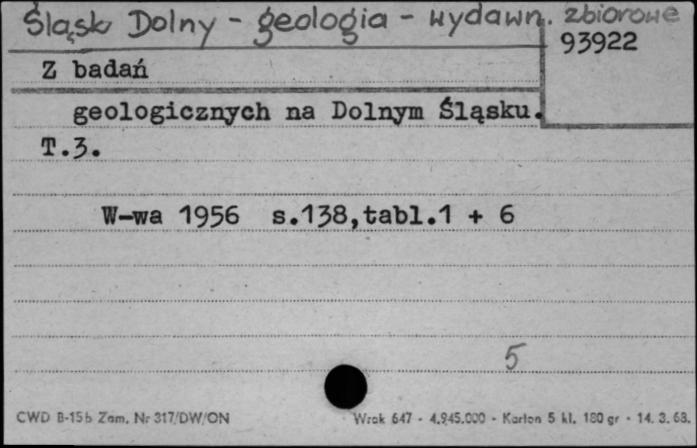 Śląsk Dolny - geologia - wydawn. zbiorowe
93922
Z badań
geologicznych na Dolnym Śląsku.
T.3.
W-wa 1956 s.138,tabl.1 + 6
5
CWD B-15b Zam. Nr 317/DW/ON Wrak 647 - 4.945.000 - Karton 5 kl. 180 gr - 14. 3. 68.